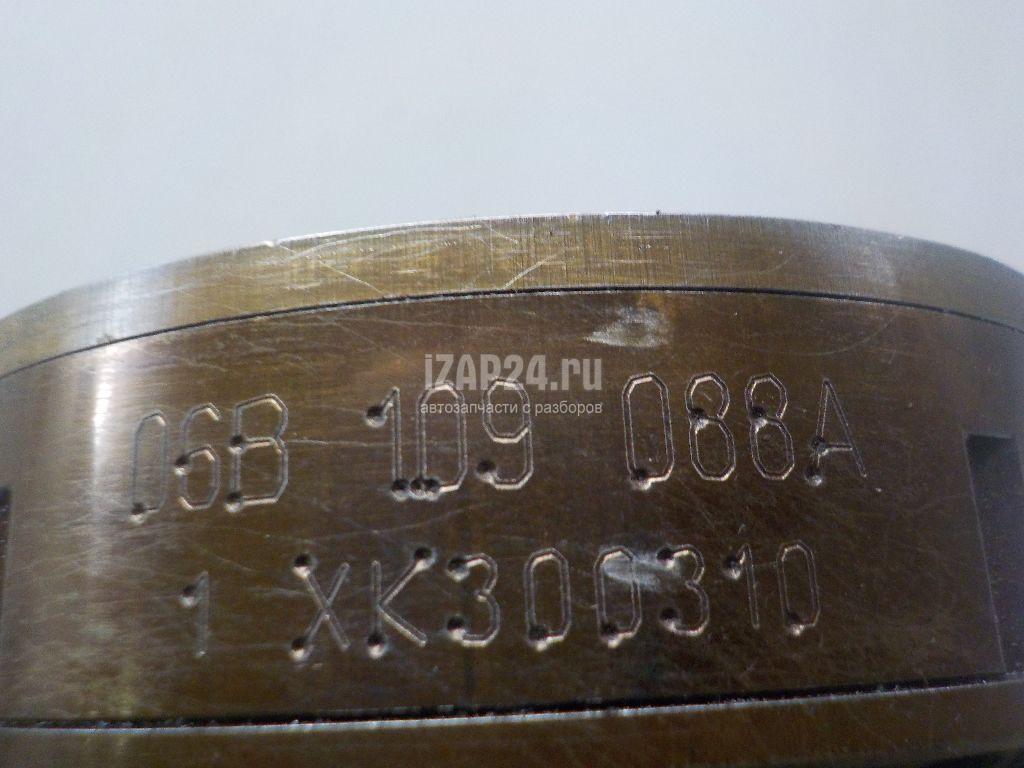 iZAP24.ru
автозапчасти с разборов
06B 109 088A
1 XK300310